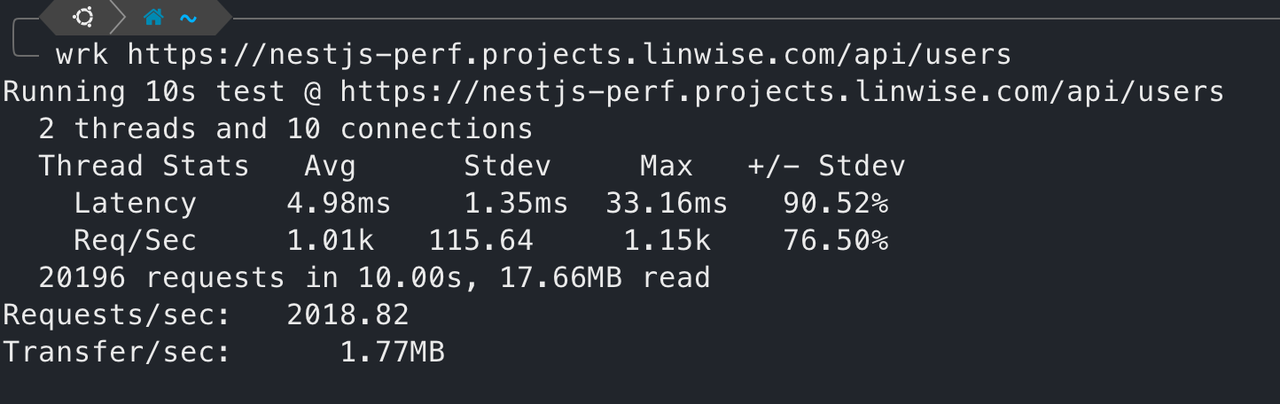 ~
wrk https://nestjs-perf.projects.linwise.com/api/users
Running 10s test @ https://nestjs-perf.projects.linwise.com/api/users
  2 threads and 10 connections
  Thread Stats   Avg      Stdev     Max   +/- Stdev
    Latency     4.98ms    1.35ms  33.16ms   90.52%
    Req/Sec     1.01k   115.64     1.15k    76.50%
  20196 requests in 10.00s, 17.66MB read
Requests/sec:   2018.82
Transfer/sec:      1.77MB